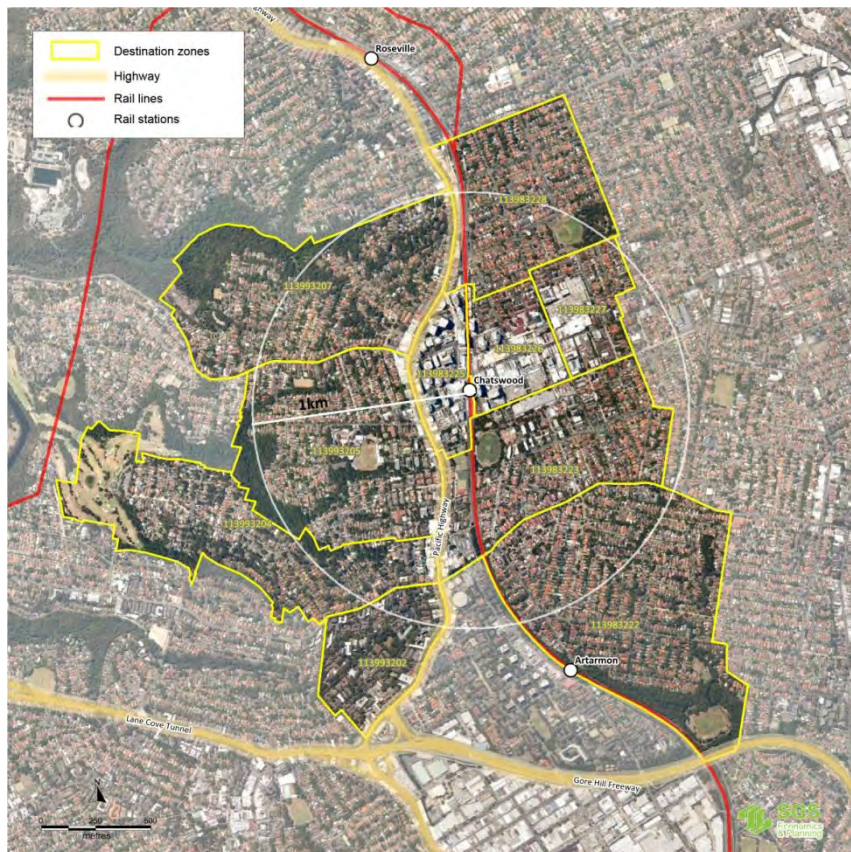 Destination zones
Highway
Rail lines
Rail stations
Roseville
113983228
113993207
113983227
113983226
113983225
Chatswood
1km
113993205
113983223
113993204
Pacific Highway
113983222
113993202
Artarmon
Lane Cove Tunnel
Gore Hill Freeway
N
0 250 500
metres
SGS
Economics
& Planning